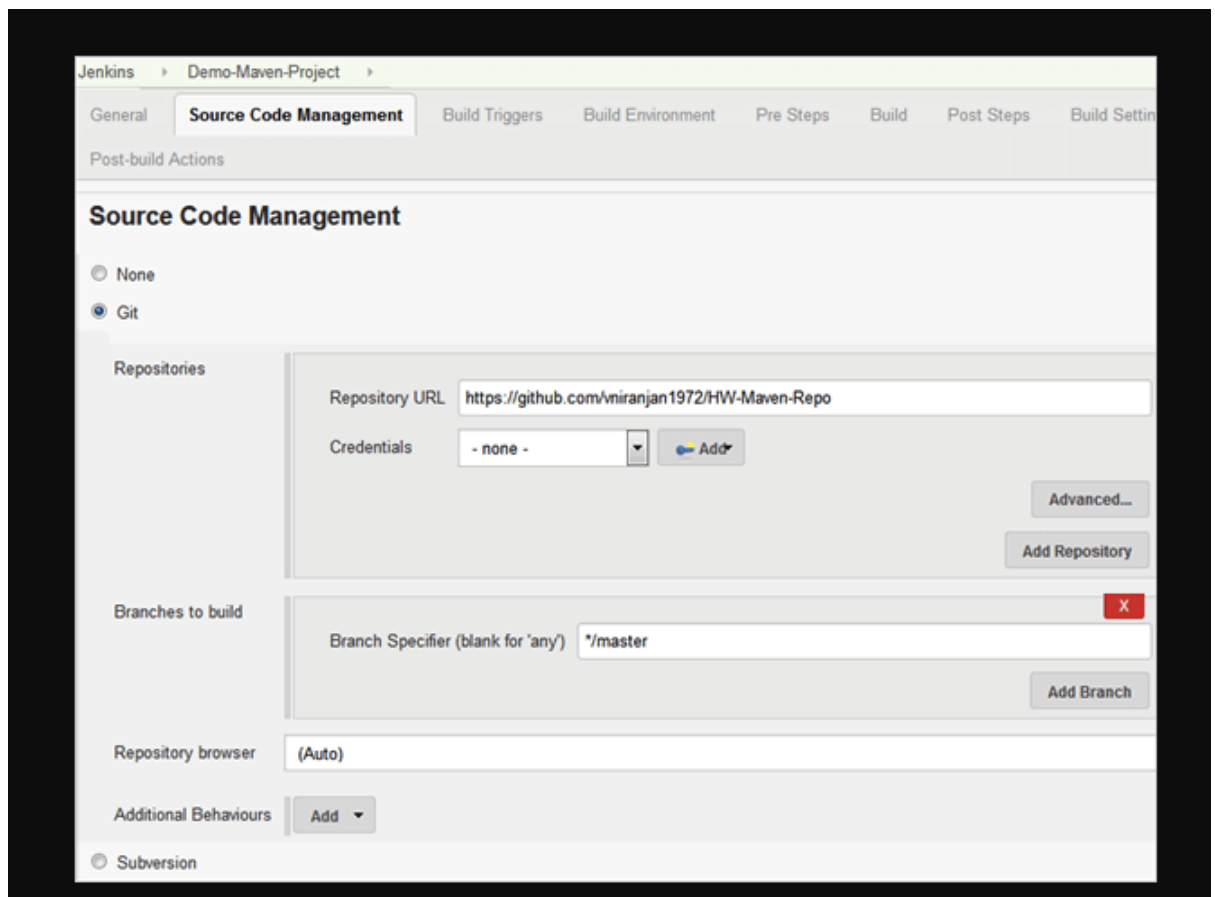 Jenkins Demo-Maven-Project
General Source Code Management Build Triggers Build Environment Pre Steps Build Post Steps Build Settin
Post-build Actions
Source Code Management
None
Git
Repositories
Repository URL https://github.com/vniranjan1972/HW-Maven-Repo
Credentials - none - Add
Advanced...
Add Repository
X
Branches to build
Branch Specifier (blank for 'any') */master
Add Branch
Repository browser (Auto)
Additional Behaviours Add
Subversion